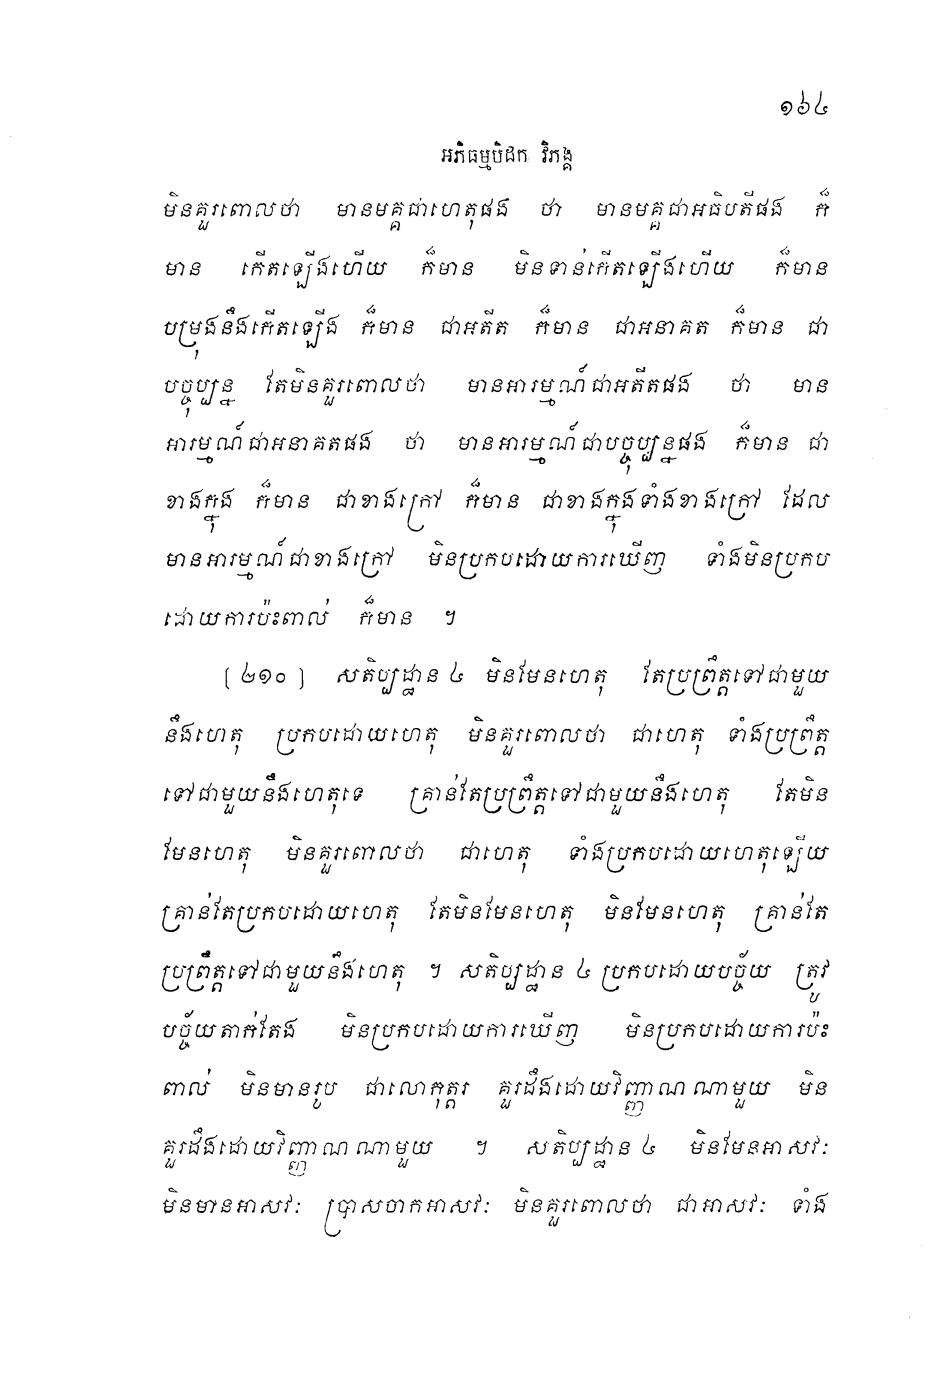 ១៦៤
អភិធម្មបិដក វិភង្គ
មិនគួរពោលថា មានមគ្គជាហេតុផង ថា មានមគ្គជាអធិបតីផង ក៏
មាន កើតឡើងហើយ ក៏មាន មិនទាន់កើតឡើងហើយ ក៏មាន
បម្រុងនឹងកើតឡើង ក៏មាន ជាអតីត ក៏មាន ជាអនាគត ក៏មាន ជា
បច្ចុប្បន្ន តែមិនគួរពោលថា មានអារម្មណ៍ជាអតីតផង ថា មាន
អារម្មណ៍ជាអនាគតផង ថា មានអារម្មណ៍ជាបច្ចុប្បន្នផង ក៏មាន ជា
ខាងក្នុង ក៏មាន ជាខាងក្រៅ ក៏មាន ជាខាងក្នុងទាំងខាងក្រៅ ដែល
មានអារម្មណ៍ជាខាងក្រៅ មិនប្រកបដោយការឃើញ ទាំងមិនប្រកប
ដោយការប៉ះពាល់ ក៏មាន ។
[៤១០] សតិប្បដ្ឋាន ៤ មិនមែនហេតុ តែប្រព្រឹត្តទៅជាមួយ
នឹងហេតុ ប្រកបដោយហេតុ មិនគួរពោលថា ជាហេតុ ទាំងប្រព្រឹត្ត
ទៅជាមួយនឹងហេតុទេ គ្រាន់តែប្រព្រឹត្តទៅជាមួយនឹងហេតុ តែមិន
មែនហេតុ មិនគួរពោលថា ជាហេតុ ទាំងប្រកបដោយហេតុឡើយ
គ្រាន់តែប្រកបដោយហេតុ តែមិនមែនហេតុ មិនមែនហេតុ គ្រាន់តែ
ប្រព្រឹត្តទៅជាមួយនឹងហេតុ ។ សតិប្បដ្ឋាន ៤ ប្រកបដោយបច្ច័យ ត្រូវ
បច្ច័យតាក់តែង មិនប្រកបដោយការឃើញ មិនប្រកបដោយការប៉ះ
ពាល់ មិនមានរូប ជាលោកុត្តរ គួរដឹងដោយវិញ្ញាណណាមួយ មិន
គួរដឹងដោយវិញ្ញាណណាមួយ ។ សតិប្បដ្ឋាន ៤ មិនមែនអាសវៈ
មិនមានអាសវៈ ប្រាសចាកអាសវៈ មិនគួរពោលថា ជាអាសវៈ ទាំង